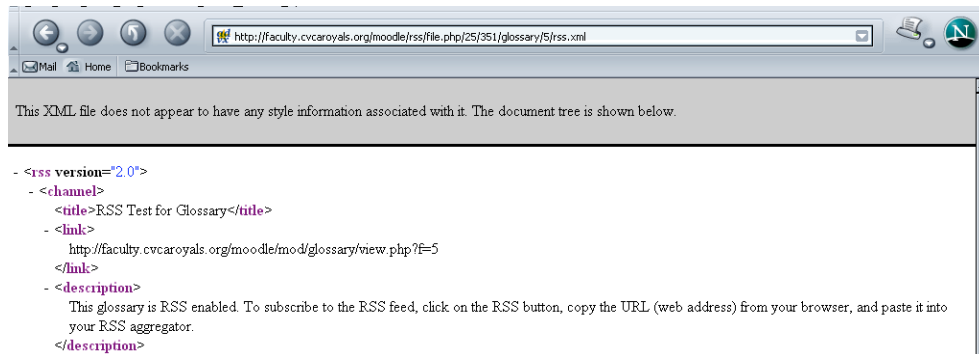 http://faculty.cvcaroyals.org/moodle/rss/file.php/25/351/glossary/5/rss.xml
N
Mail Home Bookmarks
This XML file does not appear to have any style information associated with it. The document tree is shown below.
- <rss version="2.0">
- <channel>
<title>RSS Test for Glossary</title>
- <link>
http://faculty.cvcaroyals.org/moodle/mod/glossary/view.php?f=5
</link>
- <description>
This glossary is RSS enabled. To subscribe to the RSS feed, click on the RSS button, copy the URL (web address) from your browser, and paste it into
your RSS aggregator.
</description>